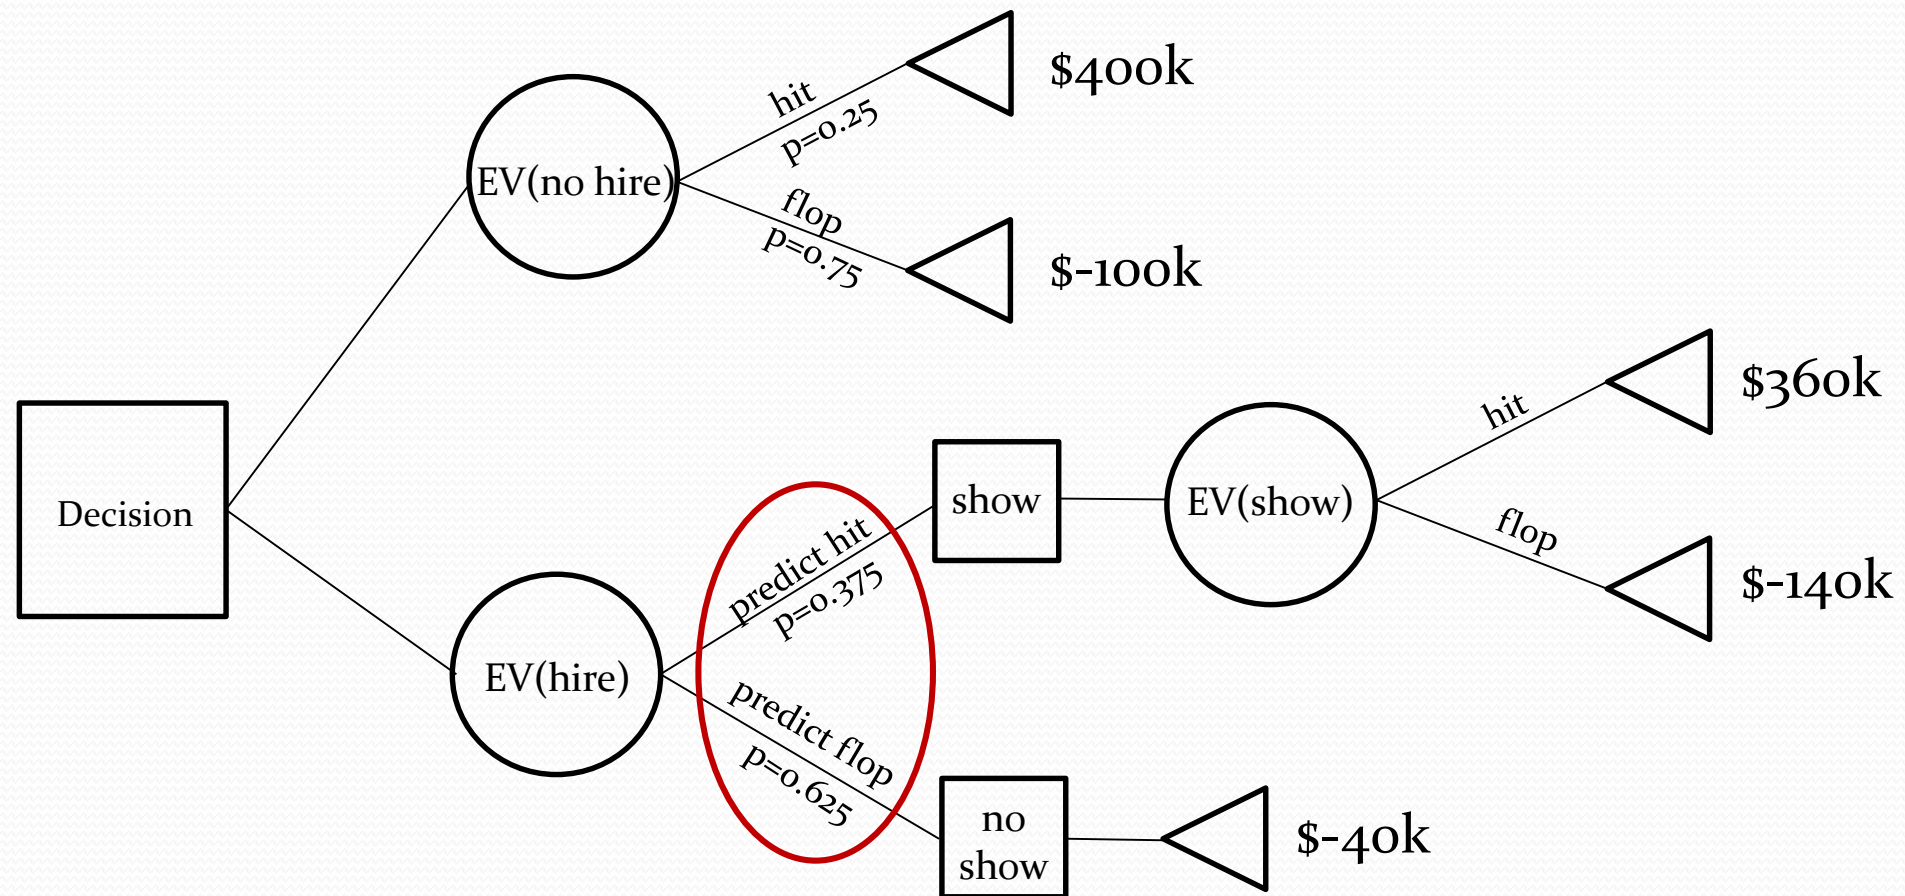 hit
p=0.25
$400k
EV(no hire)
flop
p=0.75
$-100k
Decision
EV(hire)
predict hit
p=0.375
show
EV(show)
hit
$360k
flop
$-140k
predict flop
p=0.625
no
show
$-40k